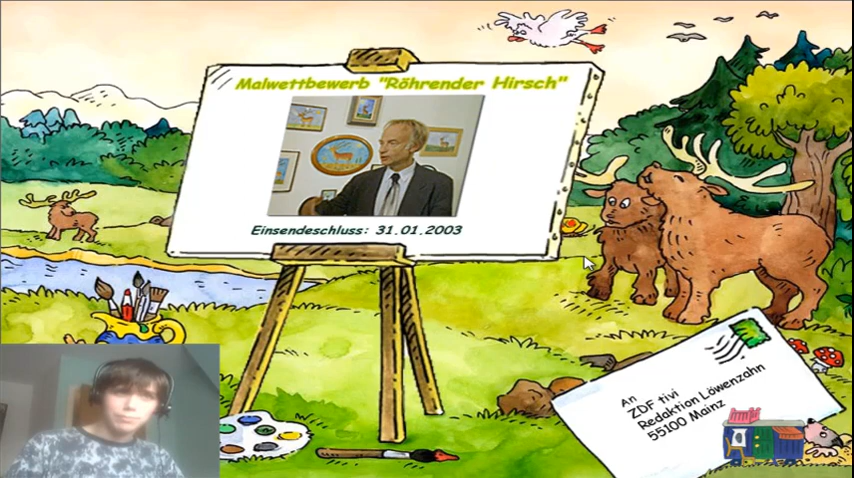 Malwettbewerb "Röhrender Hirsch"
Einsendeschluss: 31.01.2003
An
ZDF tivi
Redaktion Löwenzahn
55100 Mainz